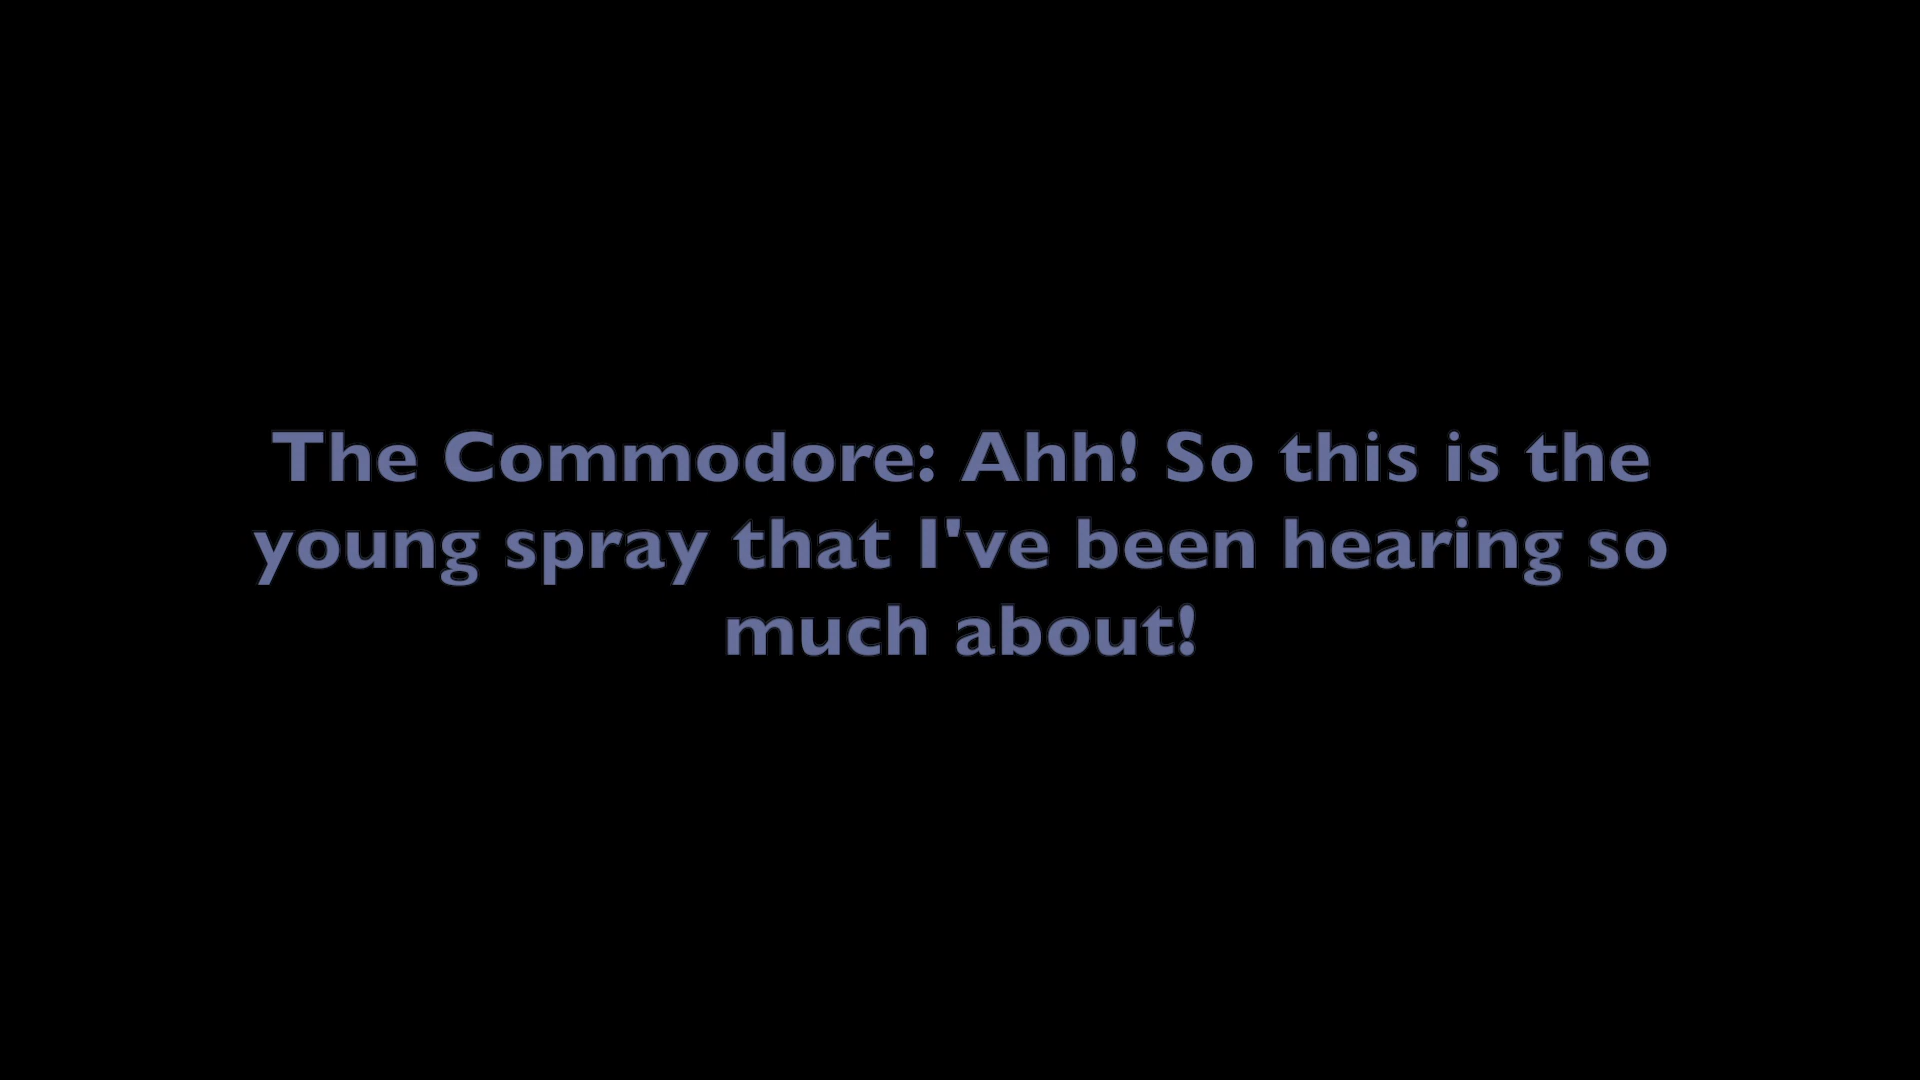 The Commodore: Ahh! So this is the
young spray that I've been hearing so
much about!